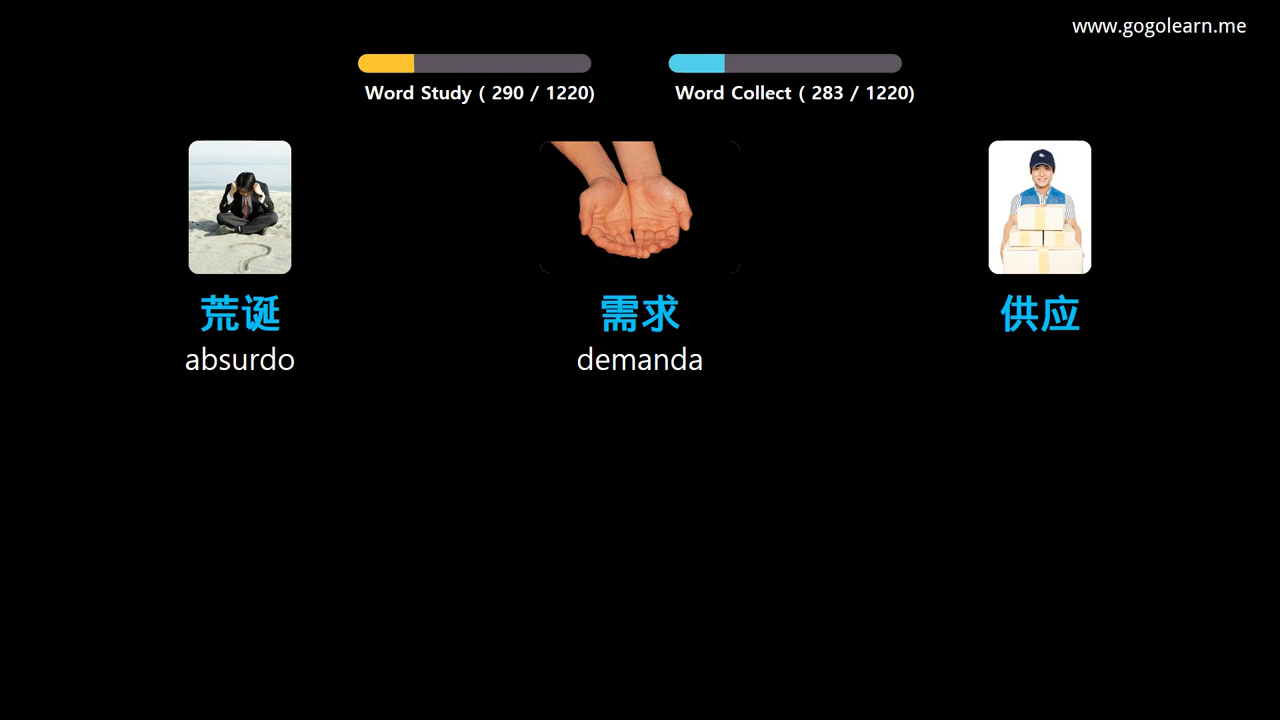 www.gogolearn.me
Word Study ( 290 / 1220)
Word Collect ( 283 / 1220)
荒诞
absurdo
需求
demanda
供应